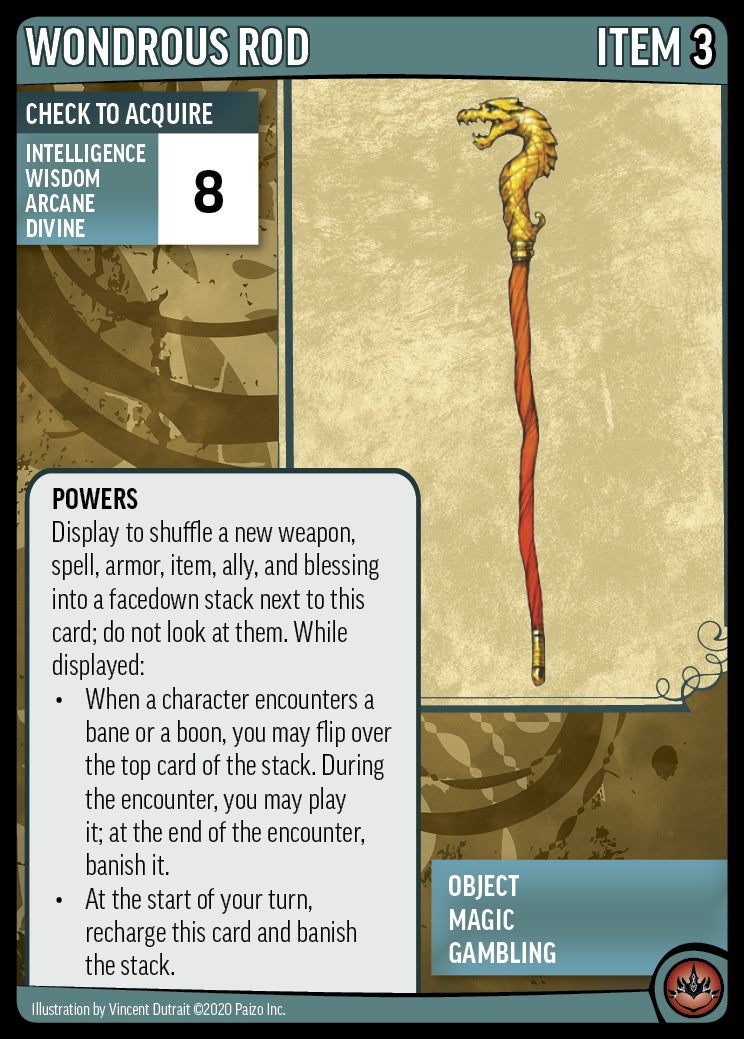 WONDROUS ROD
ITEM 3
CHECK TO ACQUIRE
INTELLIGENCE
WISDOM
ARCANE
DIVINE
8
POWERS
Display to shuffle a new weapon,
spell, armor, item, ally, and blessing
into a facedown stack next to this
card; do not look at them. While
displayed:
• When a character encounters a
bane or a boon, you may flip over
the top card of the stack. During
the encounter, you may play
it; at the end of the encounter,
banish it.
• At the start of your turn,
recharge this card and banish
the stack.
OBJECT
MAGIC
GAMBLING
Illustration by Vincent Dutrait ©2020 Paizo Inc.